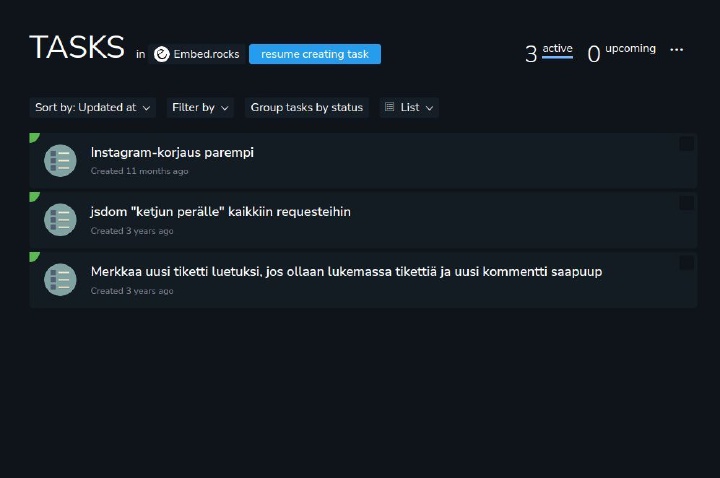 TASKS in Embed.rocks resume creating task 3 active 0 upcoming
Sort by: Updated at Filter by Group tasks by status List
Instagram-korjaus parempi
Created 11 months ago
jsdom "ketjun perälle" kaikkiin requesteihin
Created 3 years ago
Merkkaa uusi tiketti luetuksi, jos ollaan lukemassa tikettiä ja uusi kommentti saapuup
Created 3 years ago